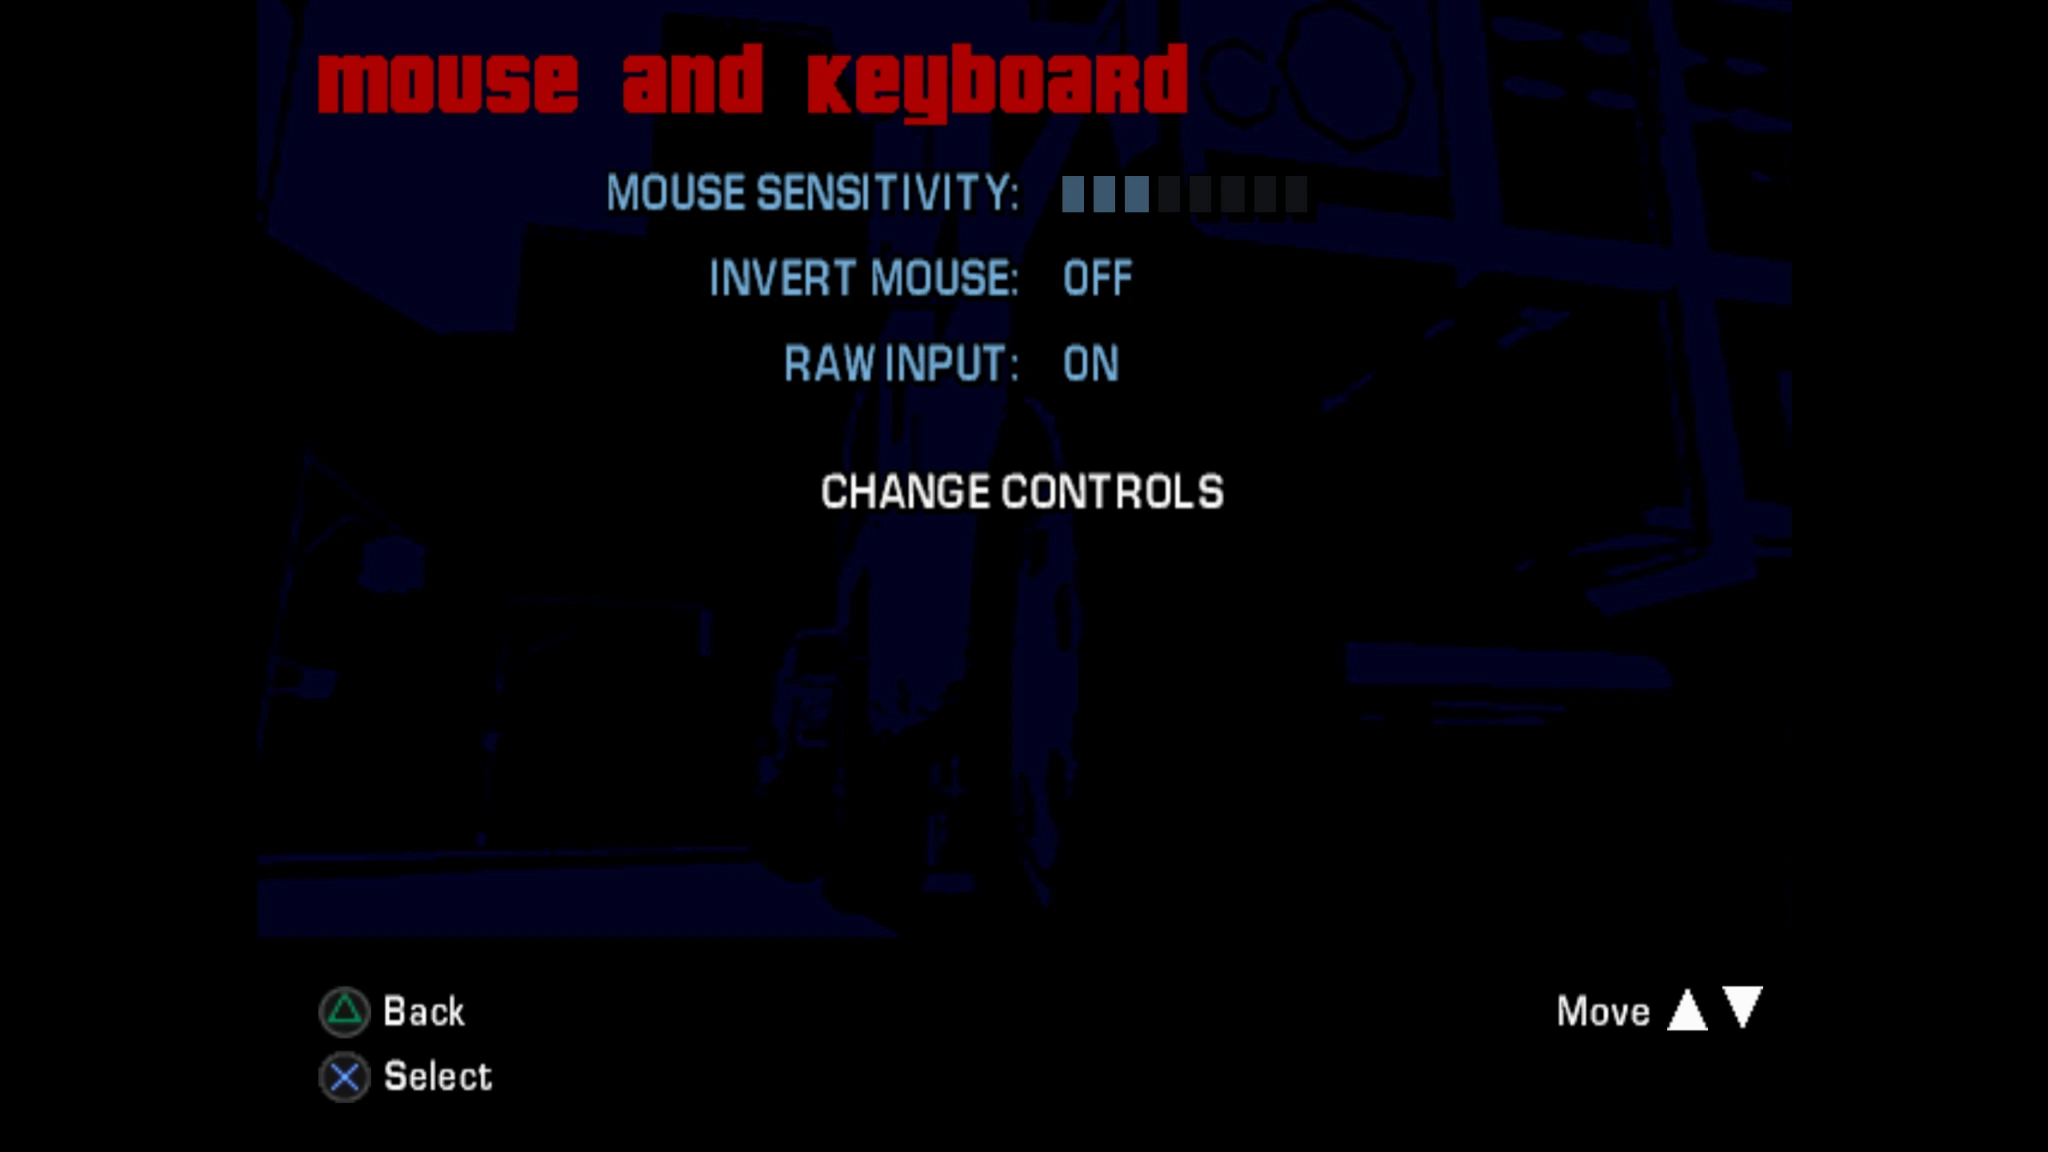 mouse and keyboard
MOUSE SENSITIVITY:
INVERT MOUSE: OFF
RAW INPUT: ON
CHANGE CONTROLS
Back
Move
Select